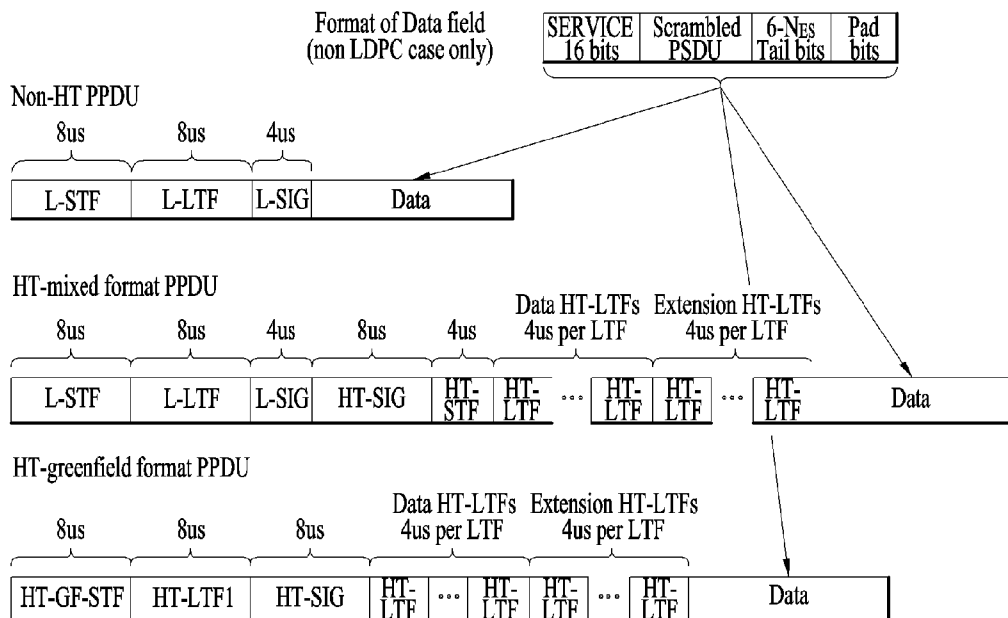 Format of Data field
(non LDPC case only)
SERVICE 16 bits Scrambled PSDU 6-NES Tail bits Pad bits
Non-HT PPDU
8us 8us 4us
L-STF L-LTF L-SIG Data
HT-mixed format PPDU
Data HT-LTFs Extension HT-LTFs
8us 8us 4us 8us 4us 4us per LTF 4us per LTF
L-STF L-LTF L-SIG HT-SIG HT-STF HT-LTF ... HT-LTF HT-LTF ... HT-LTF Data
HT-greenfield format PPDU
Data HT-LTFs Extension HT-LTFs
8us 8us 8us 4us per LTF 4us per LTF
HT-GF-STF HT-LTF1 HT-SIG HT-LTF ... HT-LTF HT-LTF ... HT-LTF Data